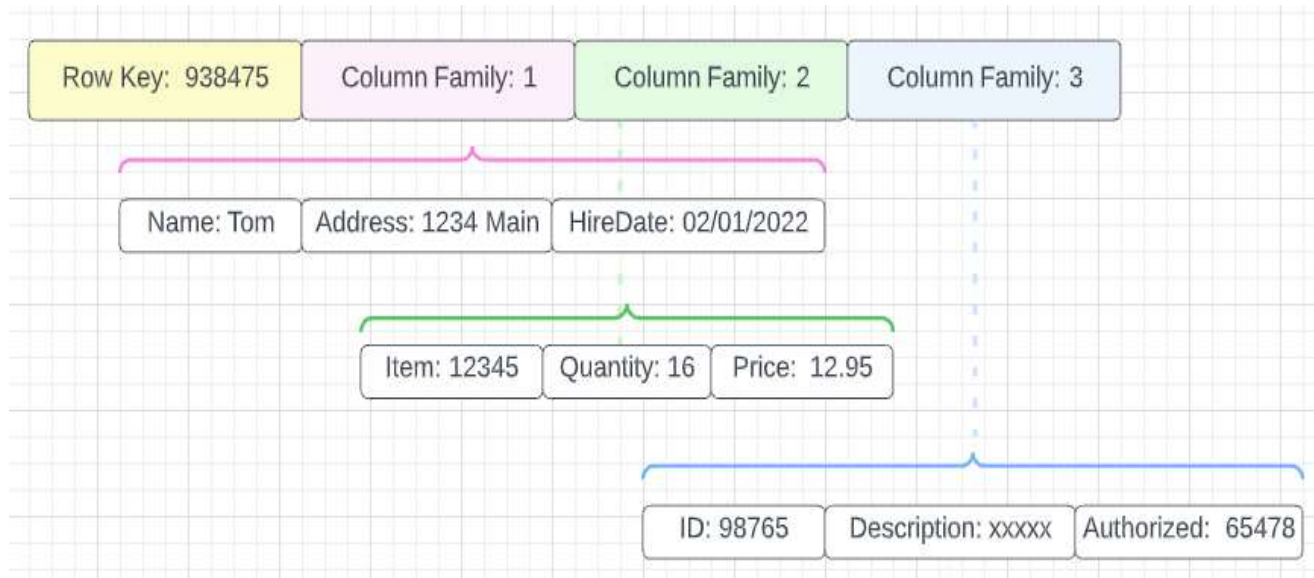 Row Key:  938475 Column Family: 1 Column Family: 2 Column Family: 3
Name: Tom Address: 1234 Main HireDate: 02/01/2022
Item: 12345 Quantity: 16 Price:  12.95
ID: 98765 Description: xxxxx Authorized:  65478